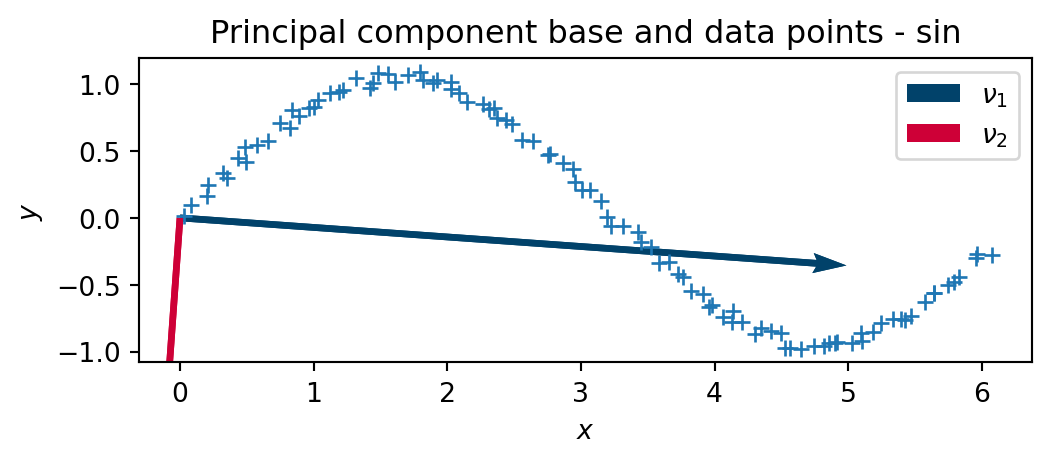 Principal component base and data points - sin
ν₁
ν₂
1.0
0.5
0.0
−0.5
−1.0
y
0 1 2 3 4 5 6
x